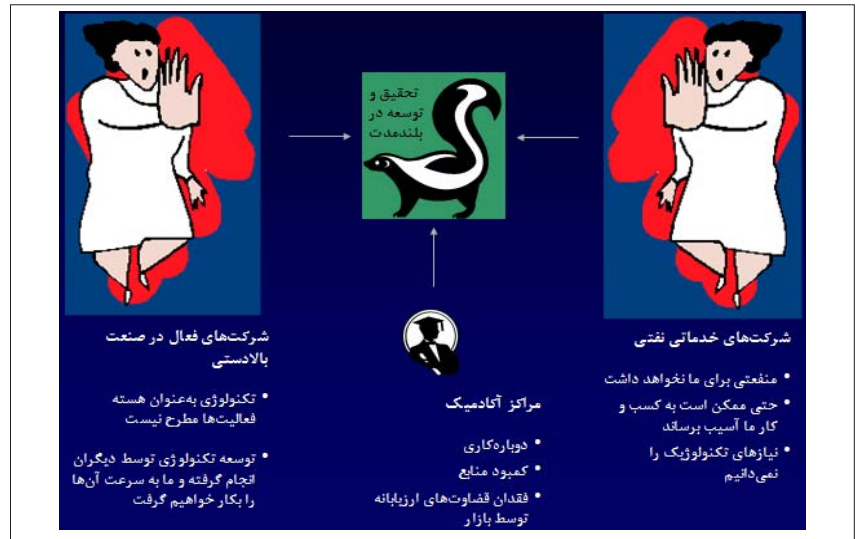 تحقیق و
توسعه در
بلندمدت
شرکت‌های خدماتی نفتی
• منفعتی برای ما نخواهد داشت
• حتی ممکن است به کسب و
کار ما آسیب برساند
• نیازهای تکنولوژیک را
نمی‌دانیم
مراکز آکادمیک
• دوباره‌کاری
• کمبود منابع
• فقدان قضاوت‌های ارزیابانه
توسط بازار
شرکت‌های فعال در صنعت
بالادستی
• تکنولوژی به‌عنوان هسته
فعالیت‌ها مطرح نیست
• توسعه تکنولوژی توسط دیگران
انجام گرفته و ما به سرعت آن‌ها
را بکار خواهیم گرفت